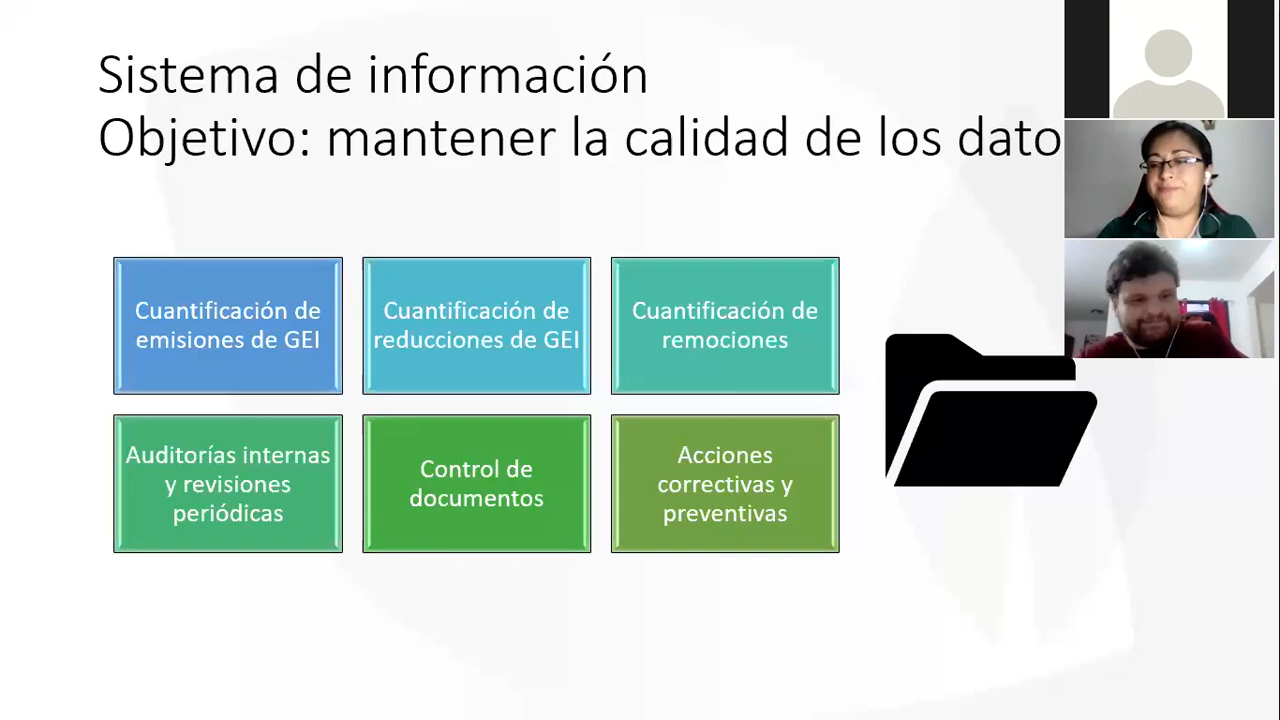 Sistema de información
Objetivo: mantener la calidad de los dato
Cuantificación de
emisiones de GEI
Cuantificación de
reducciones de GEI
Cuantificación de
remociones
Auditorías internas
y revisiones
periódicas
Control de
documentos
Acciones
correctivas y
preventivas